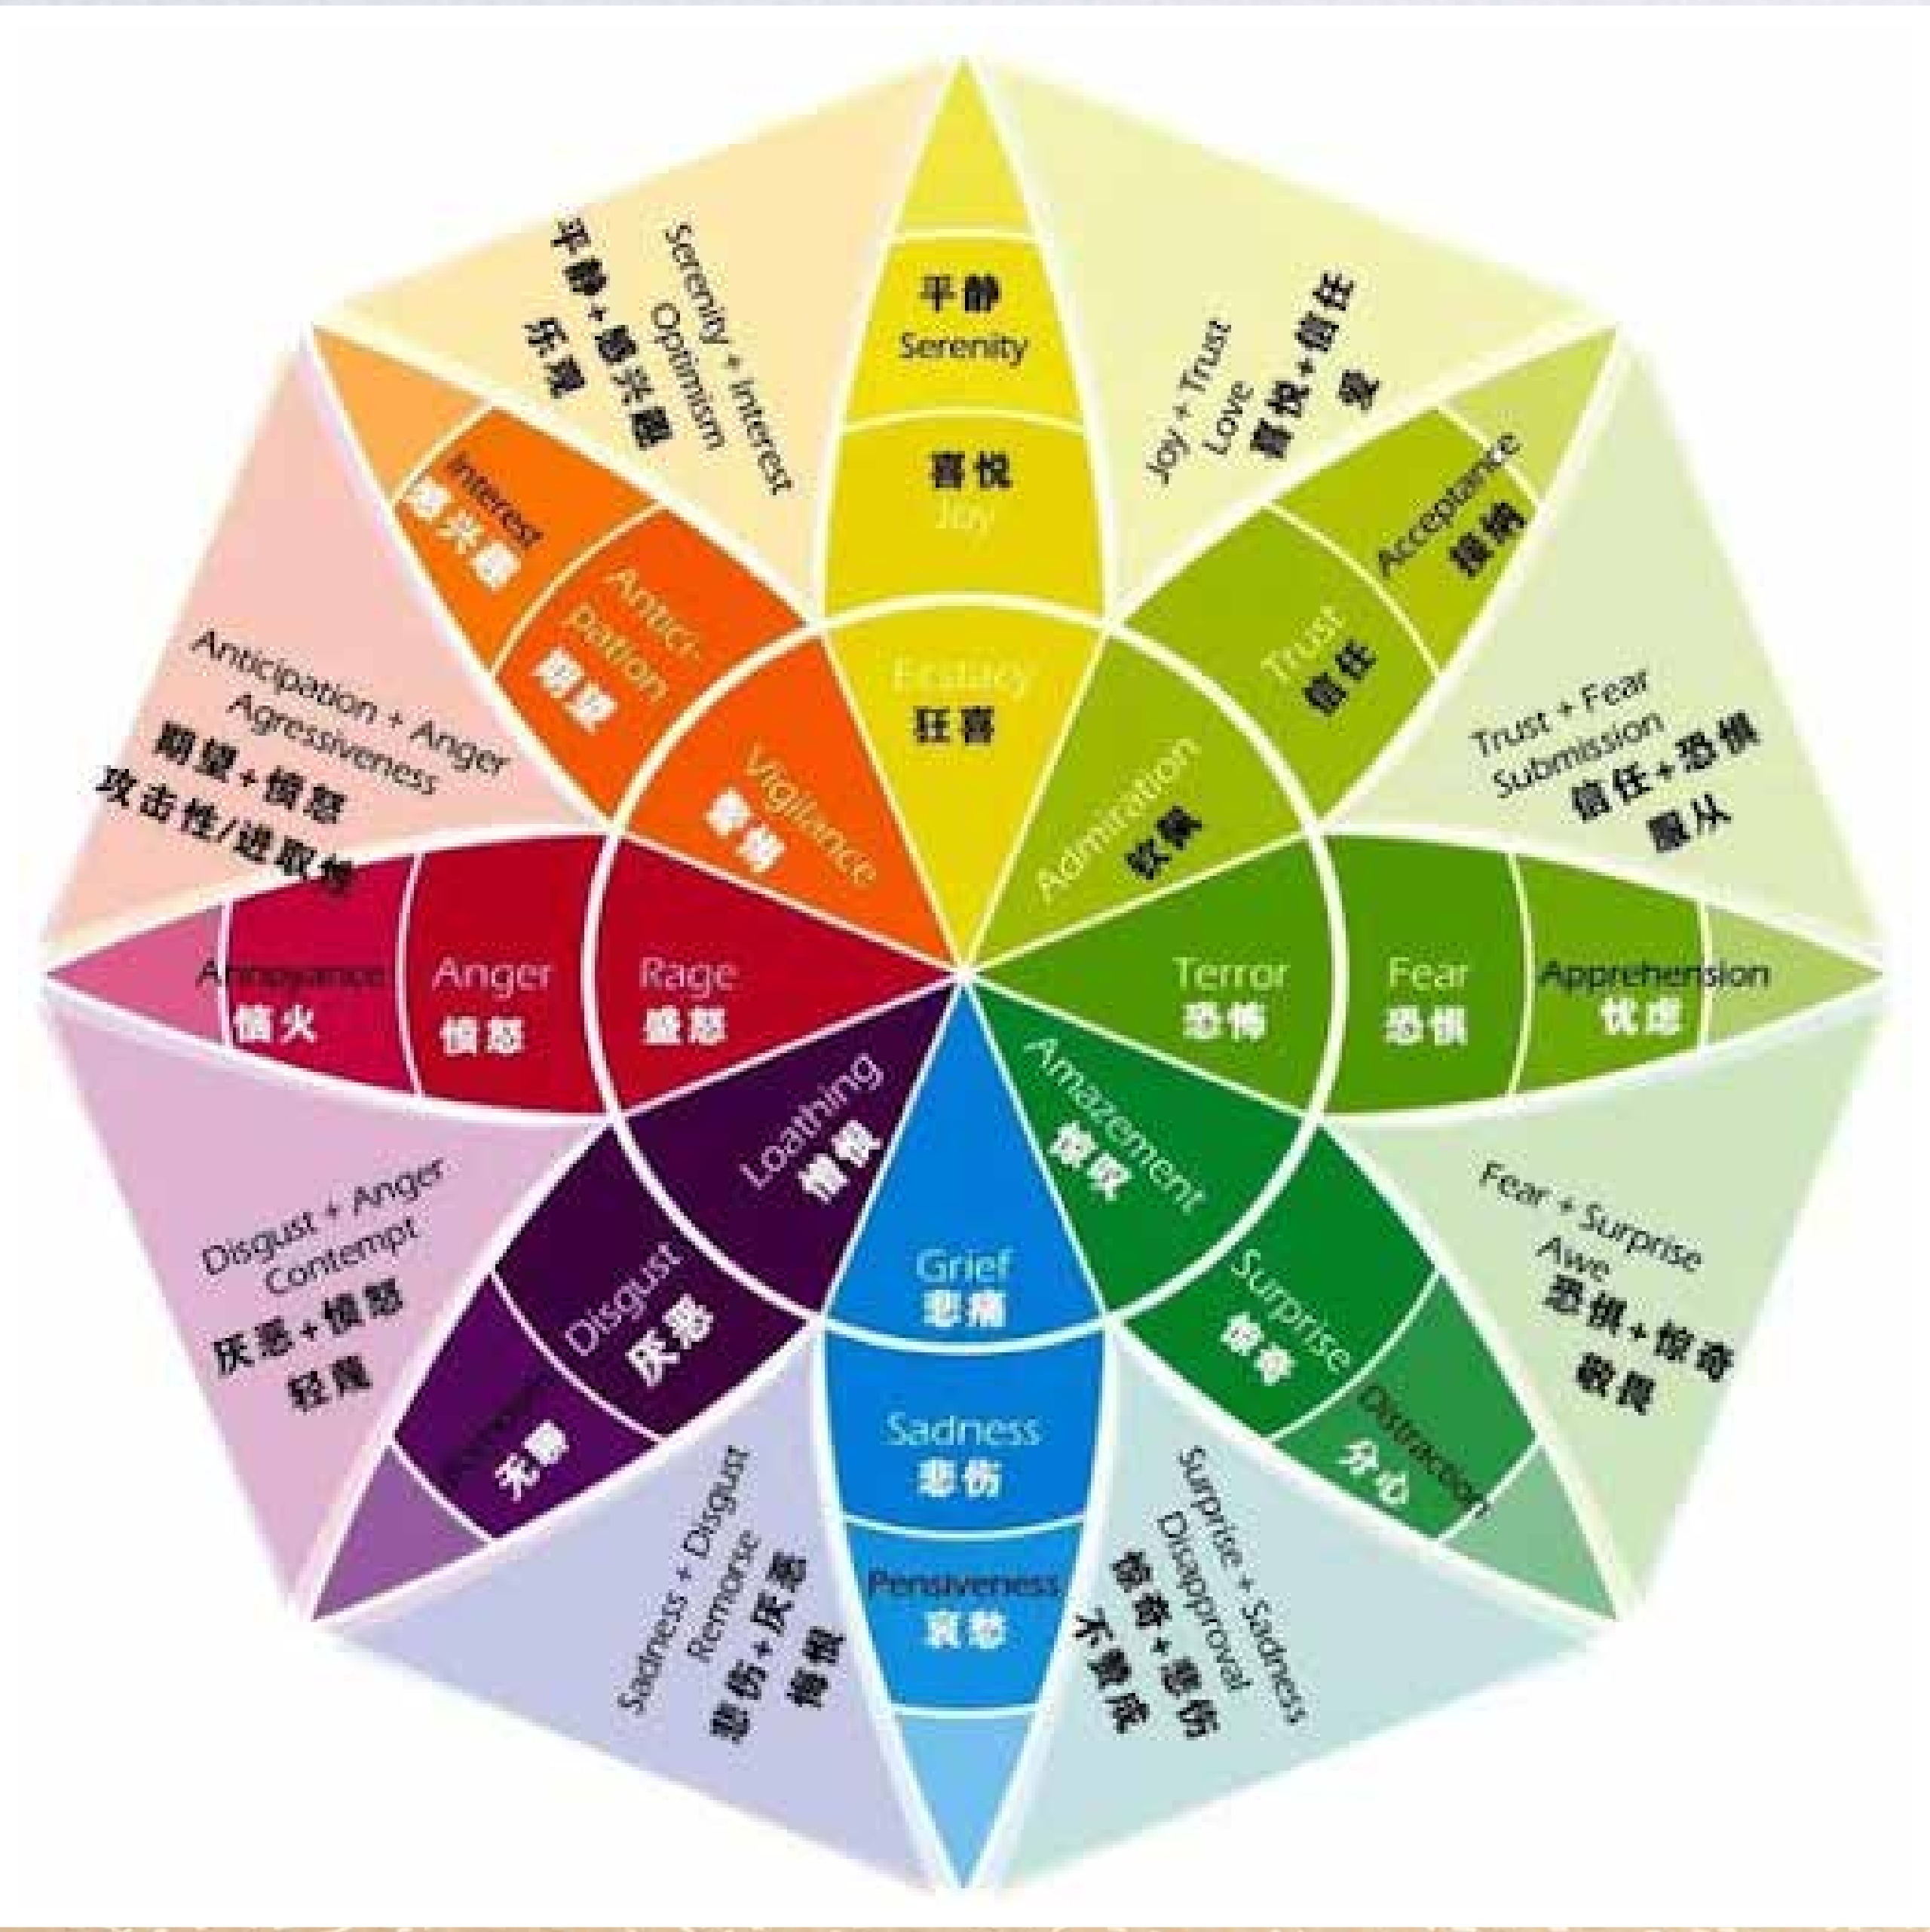 平静
Serenity
喜悦
Joy
Ecstacy
狂喜
Joy + Trust
Love
喜悦+信任
爱
Acceptance
接纳
Trust
信任
Admiration
钦佩
Trust + Fear
Submission
信任+恐惧
服从
Terror
恐怖
Fear
恐惧
Apprehension
忧虑
Fear + Surprise
Awe
恐惧+惊奇
敬畏
Amazement
惊叹
Surprise
惊奇
Distraction
分心
Surprise + Sadness
Disapproval
惊奇+悲伤
不赞成
Grief
悲痛
Sadness
悲伤
Pensiveness
哀愁
Sadness + Disgust
Remorse
悲伤+厌恶
悔恨
Loathing
憎恨
Disgust
厌恶
无聊
Disgust + Anger
Contempt
厌恶+愤怒
轻蔑
Rage
盛怒
Anger
愤怒
Annoyance
火
Anticipation + Anger
Agressiveness
期望+愤怒
攻击性/进取性
Vigilance
Antici-
Pation
期望
Interest
感兴趣
Serenity + Interest
Optimism
平静+感兴趣
乐观